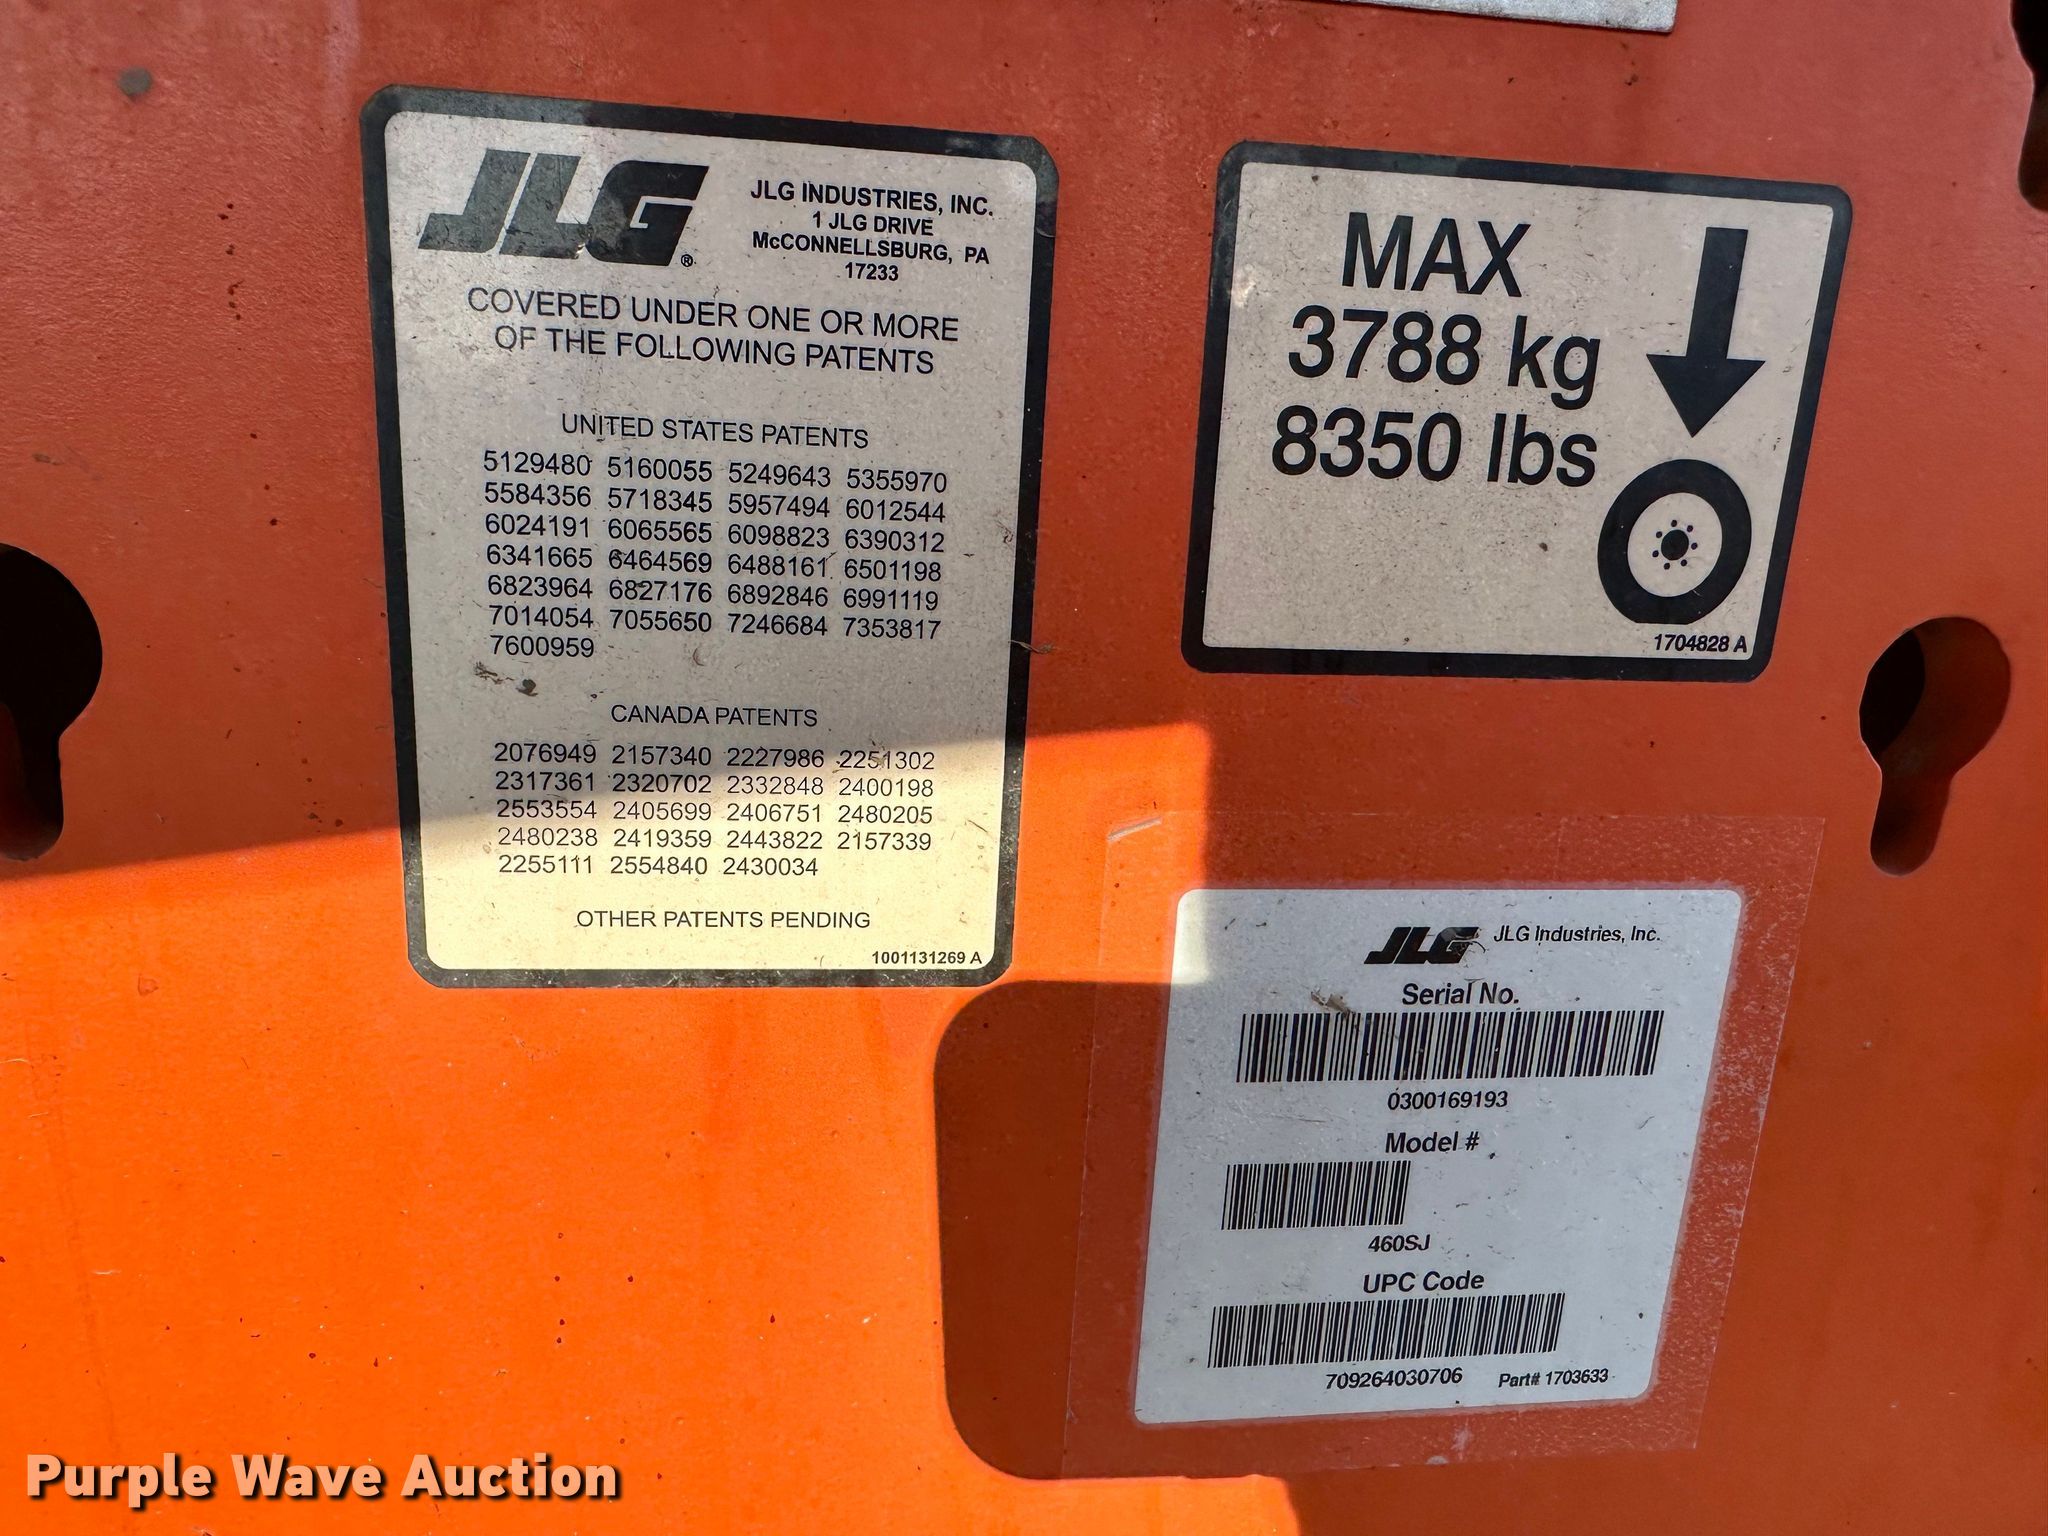 JLG
®
JLG INDUSTRIES, INC.
1 JLG DRIVE
McCONNELLSBURG, PA
17233
COVERED UNDER ONE OR MORE
OF THE FOLLOWING PATENTS
UNITED STATES PATENTS
5129480 5160055 5249643 5355970
5584356 5718345 5957494 6012544
6024191 6065565 6098823 6390312
6341665 6464569 6488161 6501198
6823964 6827176 6892846 6991119
7014054 7055650 7246684 7353817
7600959
CANADA PATENTS
2076949 2157340 2227986 2251302
2317361 2320702 2332848 2400198
2553554 2405699 2406751 2480205
2480238 2419359 2443822 2157339
2255111 2554840 2430034
OTHER PATENTS PENDING
1001131269 A
MAX
3788 kg
8350 lbs
1704828 A
JLG JLG Industries, Inc.
Serial No.
0300169193
Model #
460SJ
UPC Code
709264030706 Part# 1703633
Purple Wave Auction